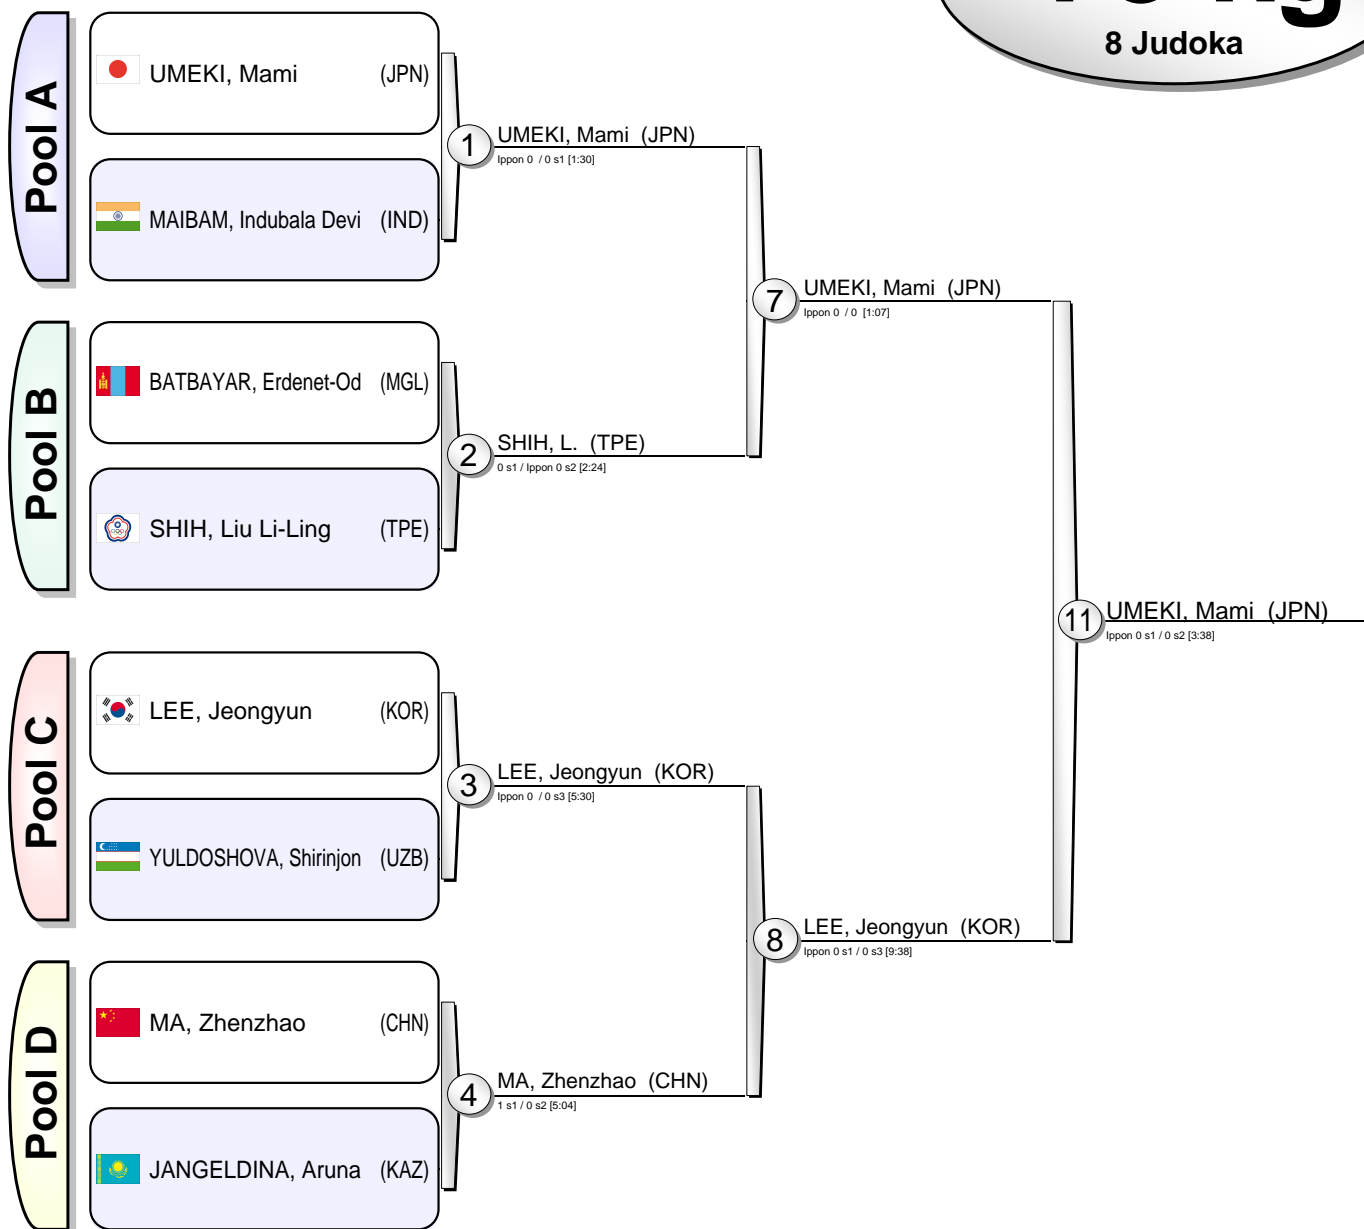 8 Judoka
Pool A
UMEKI, Mami (JPN)
MAIBAM, Indubala Devi (IND)
1
UMEKI, Mami (JPN)
Ippon 0 / 0 s1 [1:30]
Pool B
BATBAYAR, Erdenet-Od (MGL)
SHIH, Liu Li-Ling (TPE)
2
SHIH, L. (TPE)
0 s1 / Ippon 0 s2 [2:24]
7
UMEKI, Mami (JPN)
Ippon 0 / 0 [1:07]
Pool C
LEE, Jeongyun (KOR)
YULDOSHOVA, Shirinjon (UZB)
3
LEE, Jeongyun (KOR)
Ippon 0 / 0 s3 [5:30]
Pool D
MA, Zhenzhao (CHN)
JANGELDINA, Aruna (KAZ)
4
MA, Zhenzhao (CHN)
1 s1 / 0 s2 [5:04]
8
LEE, Jeongyun (KOR)
Ippon 0 s1 / 0 s3 [9:38]
11
UMEKI, Mami (JPN)
Ippon 0 s1 / 0 s2 [3:38]